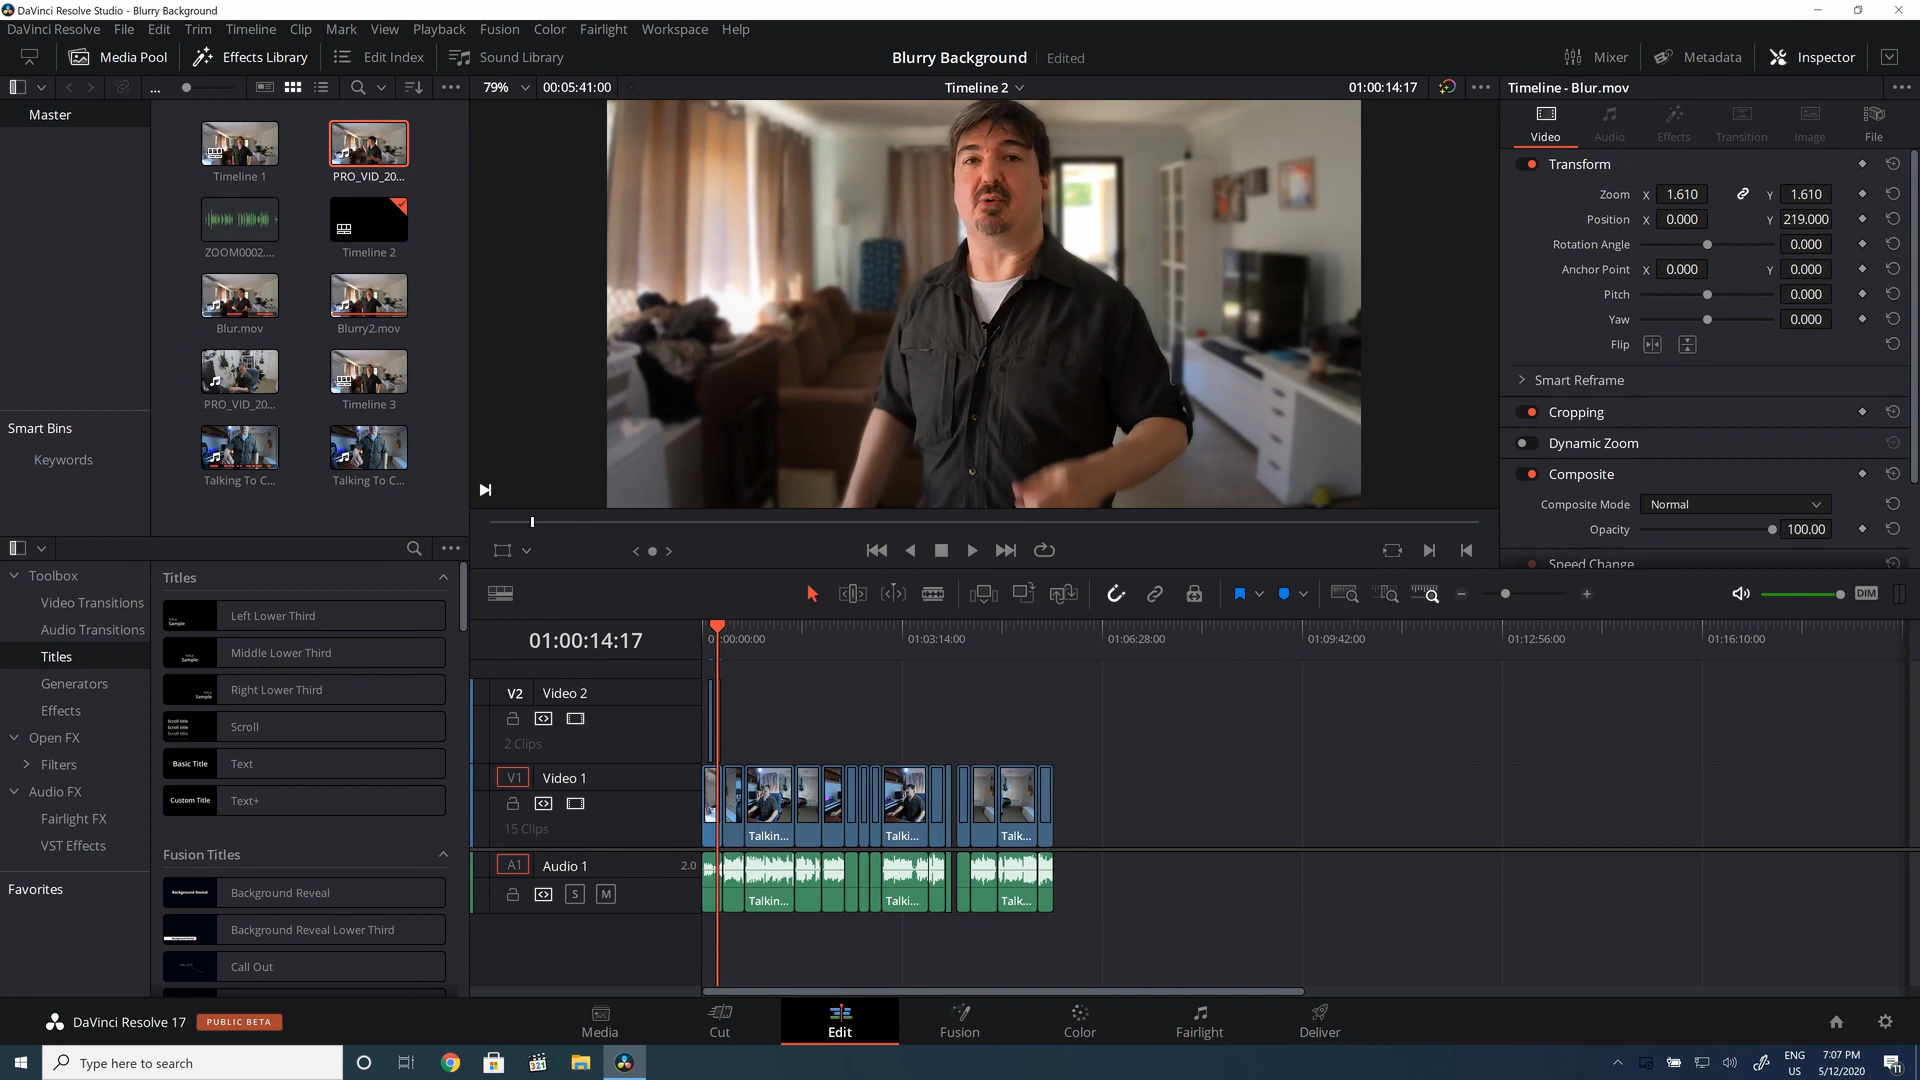 DaVinci Resolve Studio - Blurry Background
DaVinci Resolve File Edit Trim Timeline Clip Mark View Playback Fusion Color Fairlight Workspace Help
Media Pool Effects Library Edit Index Sound Library Blurry Background Edited Mixer Metadata Inspector
79% 00:05:41:00 Timeline 2 01:00:14:17 Timeline - Blur.mov
Master
Timeline 1 PRO_VID_20...
ZOOM0002.... Timeline 2
Blur.mov Blurry2.mov
PRO_VID_20... Timeline 3
Talking To C... Talking To C...
Smart Bins
Keywords
Video Audio Effects Transition Image File
Transform
Zoom X 1.610 Y 1.610
Position X 0.000 Y 219.000
Rotation Angle 0.000
Anchor Point X 0.000 Y 0.000
Pitch 0.000
Yaw 0.000
Flip
Smart Reframe
Cropping
Dynamic Zoom
Composite
Composite Mode Normal
Opacity 100.00
Speed Change
Toolbox
Video Transitions
Audio Transitions
Titles
Generators
Effects
Open FX
Filters
Audio FX
Fairlight FX
VST Effects
Favorites
Titles
Left Lower Third
Middle Lower Third
Right Lower Third
Scroll title
Scroll title
Scroll title
Scroll
Basic Title Text
Custom Title Text+
Fusion Titles
Background Reveal Background Reveal
Background Reveal Lower Third
Call Out
DIM
01:00:14:17
01:00:00:00 01:03:14:00 01:06:28:00 01:09:42:00 01:12:56:00 01:16:10:00
V2 Video 2
2 Clips
V1 Video 1
15 Clips
Talkin... Talki... Talk...
A1 Audio 1 2.0
S M
Talkin... Talki... Talk...
DaVinci Resolve 17 PUBLIC BETA
Media Cut Edit Fusion Color Fairlight Deliver
Type here to search
321
ENG
US
7:07 PM
5/12/2020
11